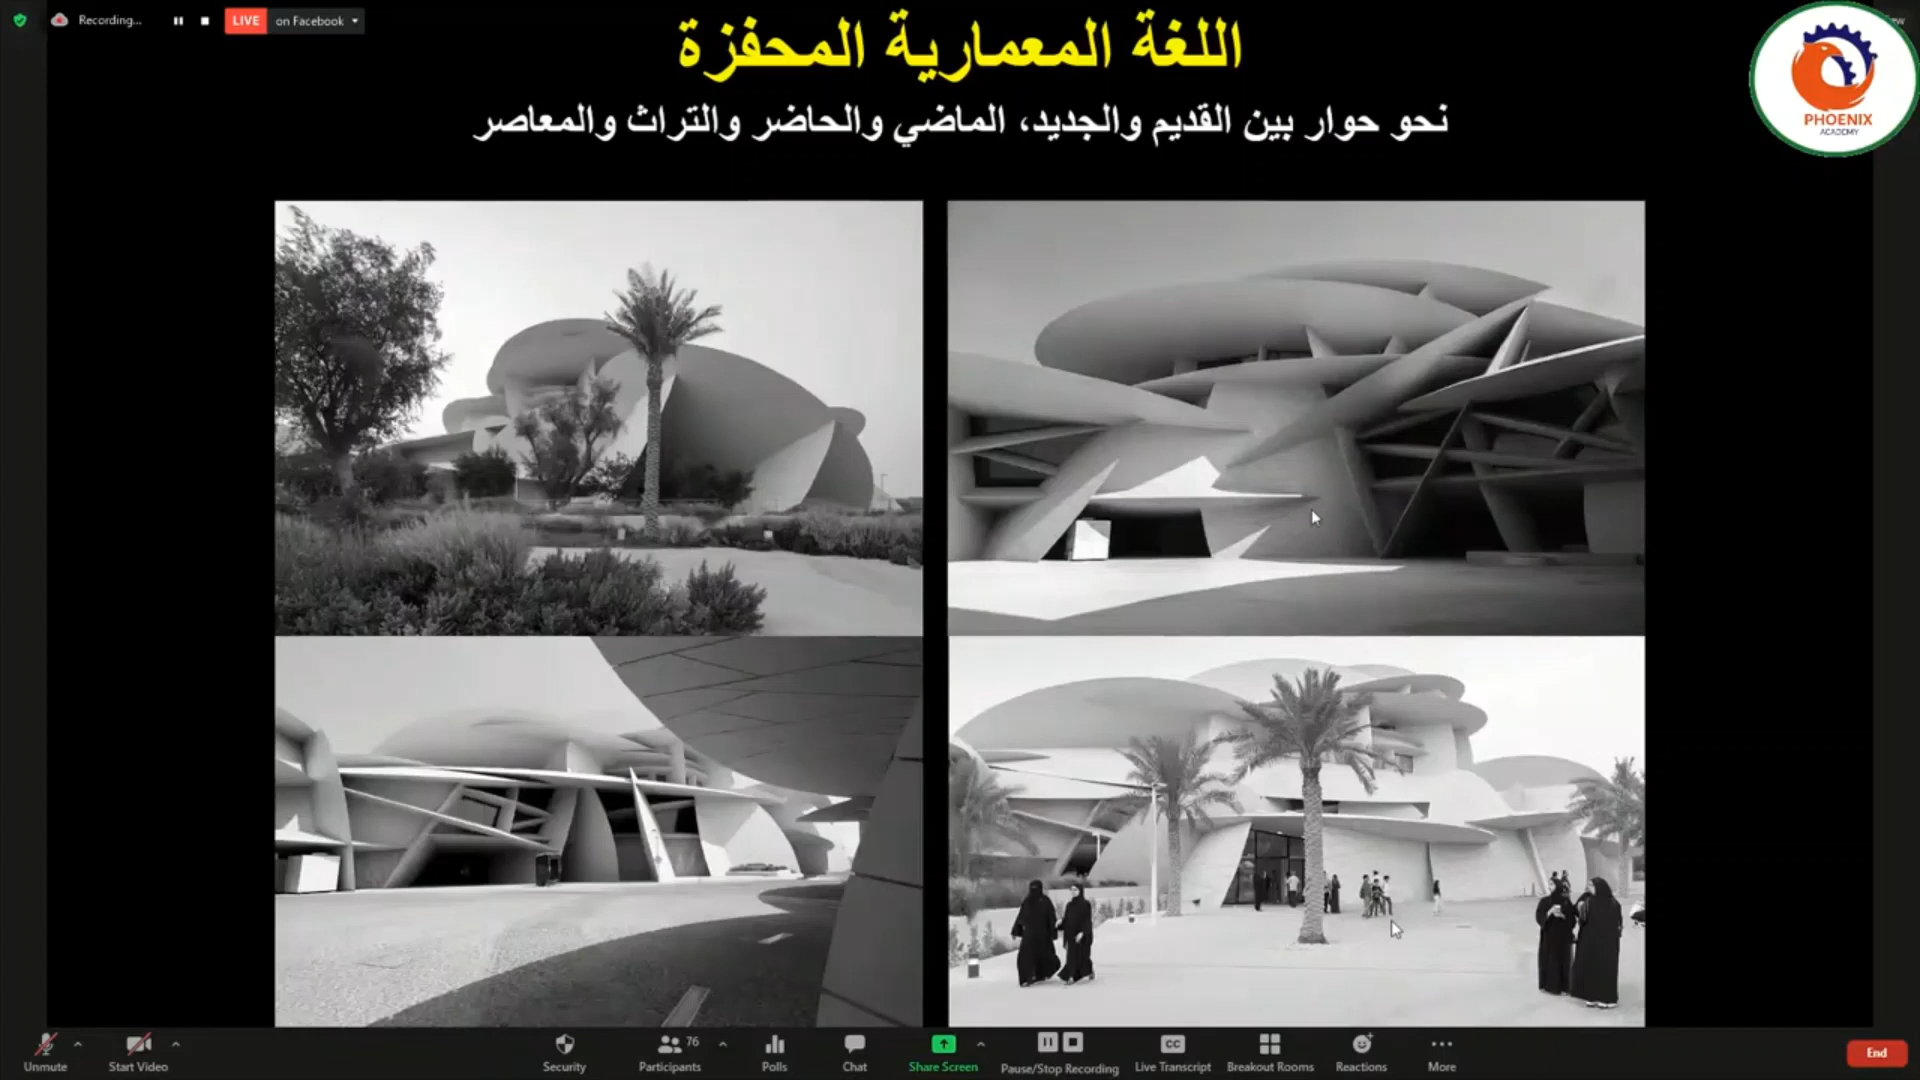 Recording...
LIVE on Facebook
اللغة المعمارية المحفزة
نحو حوار بين القديم والجديد، الماضي والحاضر والتراث والمعاصر
PHOENIX
ACADEMY
Unmute
Start Video
Security
76
Participants
Polls
Chat
Share Screen
Pause/Stop Recording
CC
Live Transcript
Breakout Rooms
Reactions
More
End